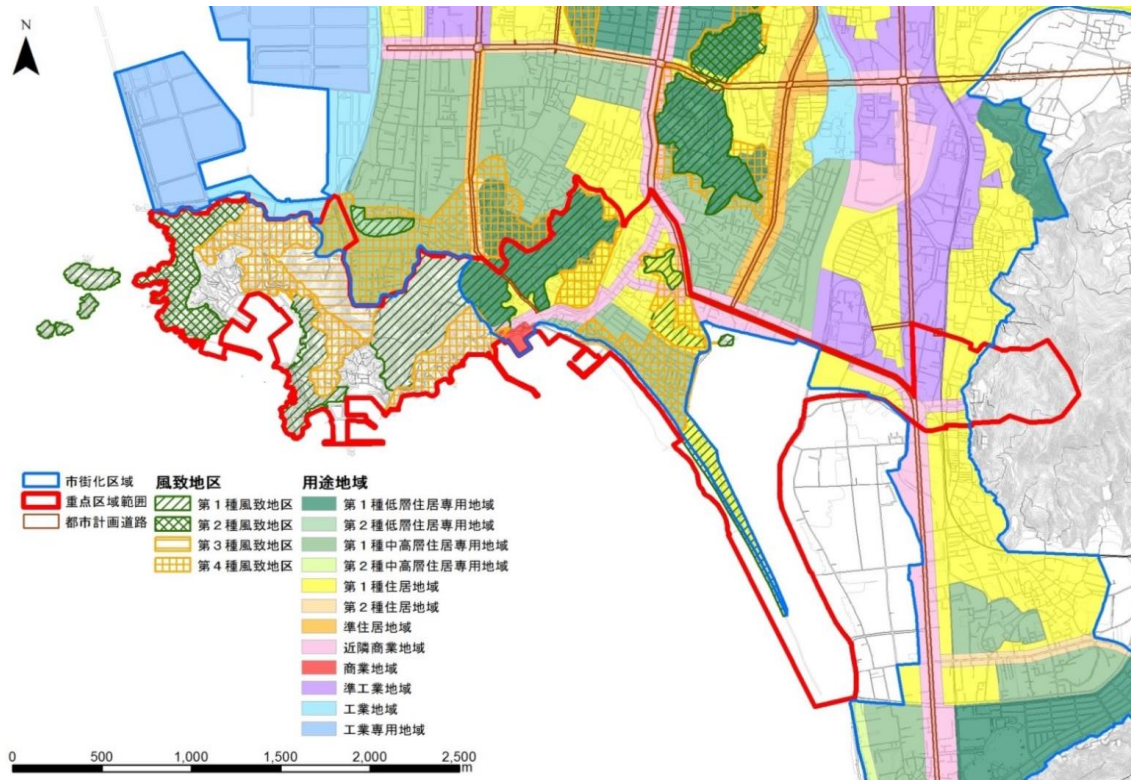 N
市街化区域
重点区域範囲
都市計画道路
風致地区
第1種風致地区
第2種風致地区
第3種風致地区
第4種風致地区
用途地域
第1種低層住居専用地域
第2種低層住居専用地域
第1種中高層住居専用地域
第2種中高層住居専用地域
第1種住居地域
第2種住居地域
準住居地域
近隣商業地域
商業地域
準工業地域
工業地域
工業専用地域
0 500 1,000 1,500 2,000 2,500
m